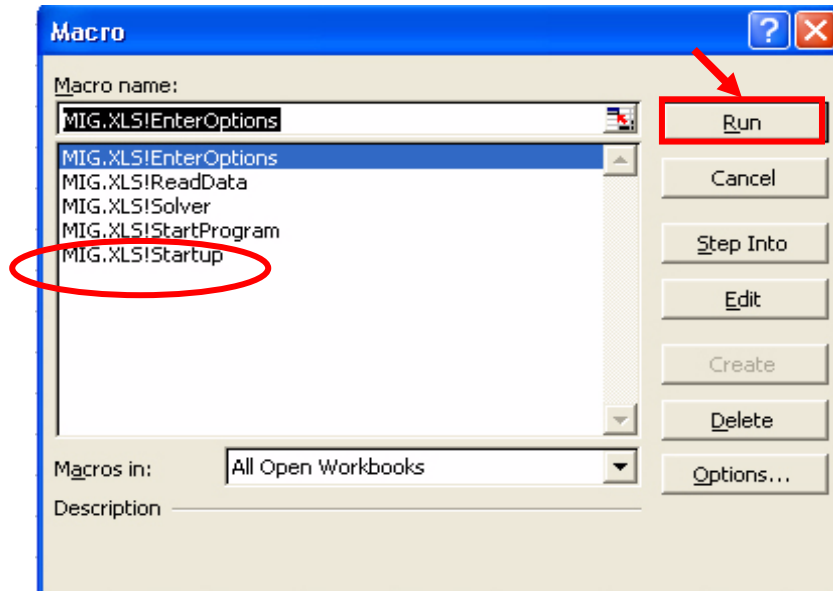 Macro
Macro name:
MIG.XLS!EnterOptions
MIG.XLS!EnterOptions
MIG.XLS!ReadData
MIG.XLS!Solver
MIG.XLS!StartProgram
MIG.XLS!Startup
Macros in:
All Open Workbooks
Description
Run
Cancel
Step Into
Edit
Create
Delete
Options...